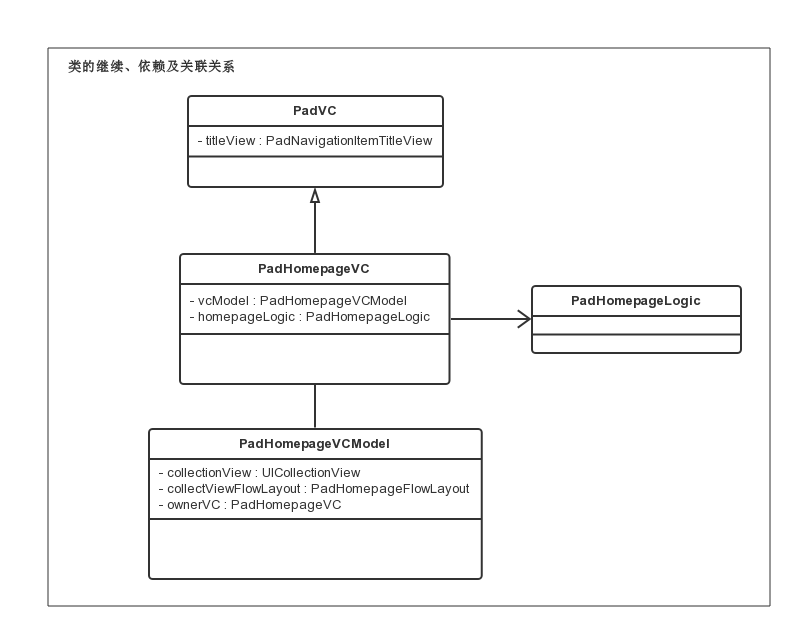 类的继续、依赖及关联关系
PadVC
- titleView : PadNavigationItemTitleView
PadHomepageVC
- vcModel : PadHomepageVCModel
- homepageLogic : PadHomepageLogic
PadHomepageLogic
PadHomepageVCModel
- collectionView : UICollectionView
- collectViewFlowLayout : PadHomepageFlowLayout
- ownerVC : PadHomepageVC